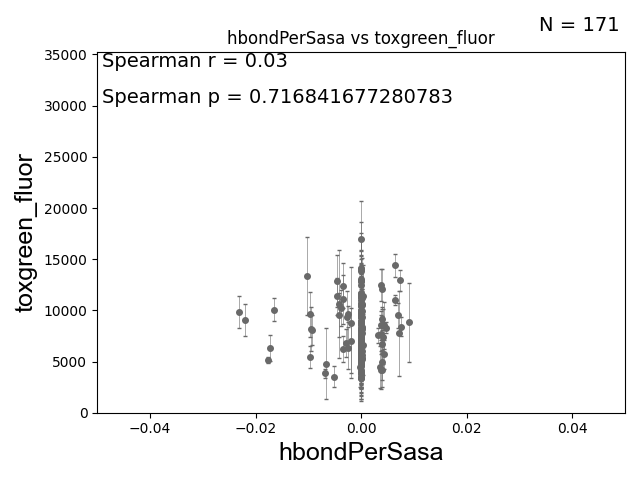 N = 171
hbondPerSasa vs toxgreen_fluor
Spearman r = 0.03
Spearman p = 0.716841677280783
toxgreen_fluor
35000
30000
25000
20000
15000
10000
5000
0
−0.04 −0.02 0.00 0.02 0.04
hbondPerSasa